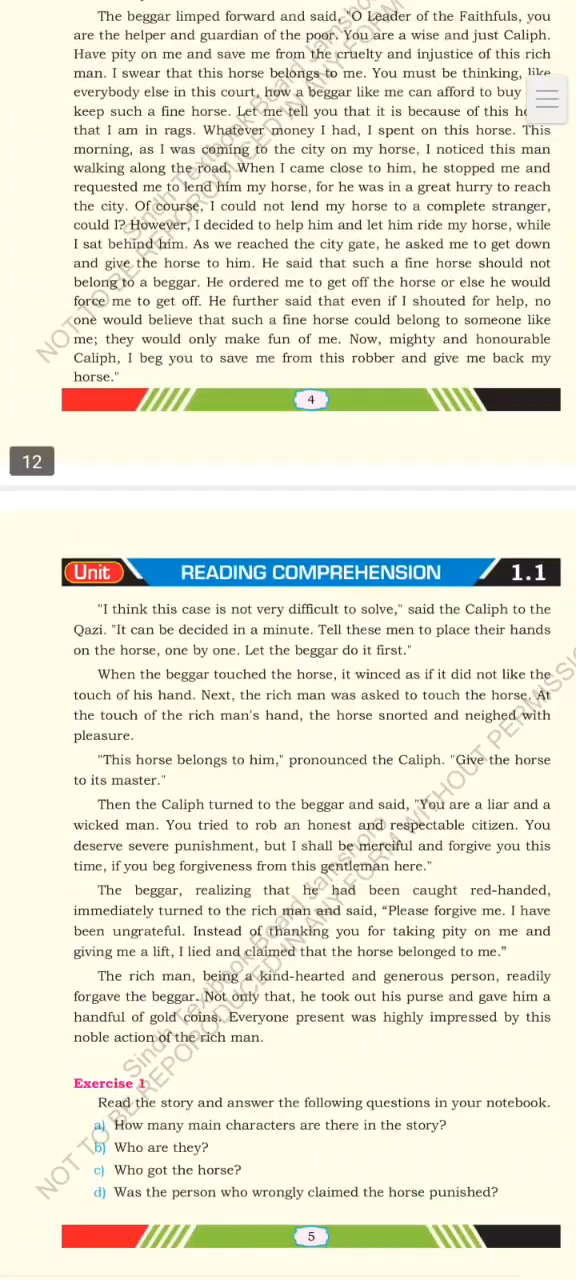 The beggar limped forward and said, "O Leader of the Faithfuls, you
are the helper and guardian of the poor. You are a wise and just Caliph.
Have pity on me and save me from the cruelty and injustice of this rich
man. I swear that this horse belongs to me. You must be thinking, like
everybody else in this court, how a beggar like me can afford to buy
keep such a fine horse. Let me tell you that it is because of this
that I am in rags. Whatever money I had, I spent on this horse. This
morning, as I was coming to the city on my horse, I noticed this man
walking along the road. When I came close to him, he stopped me and
requested me to lend him my horse, for he was in a great hurry to reach
the city. Of course, I could not lend my horse to a complete stranger,
could I? However, I decided to help him and let him ride my horse, while
I sat behind him. As we reached the city gate, he asked me to get down
and give the horse to him. He said that such a fine horse should not
belong to a beggar. He ordered me to get off the horse or else he would
force me to get off. He further said that even if I shouted for help, no
one would believe that such a fine horse could belong to someone like
me; they would only make fun of me. Now, mighty and honourable
Caliph, I beg you to save me from this robber and give me back my
horse."
4
12
Unit READING COMPREHENSION 1.1
"I think this case is not very difficult to solve," said the Caliph to the
Qazi. "It can be decided in a minute. Tell these men to place their hands
on the horse, one by one. Let the beggar do it first."
When the beggar touched the horse, it winced as if it did not like the
touch of his hand. Next, the rich man was asked to touch the horse. At
the touch of the rich man's hand, the horse snorted and neighed with
pleasure.
"This horse belongs to him," pronounced the Caliph. "Give the horse
to its master."
Then the Caliph turned to the beggar and said, "You are a liar and a
wicked man. You tried to rob an honest and respectable citizen. You
deserve severe punishment, but I shall be merciful and forgive you this
time, if you beg forgiveness from this gentleman here."
The beggar, realizing that he had been caught red-handed,
immediately turned to the rich man and said, “Please forgive me. I have
been ungrateful. Instead of thanking you for taking pity on me and
giving me a lift, I lied and claimed that the horse belonged to me.”
The rich man, being a kind-hearted and generous person, readily
forgave the beggar. Not only that, he took out his purse and gave him a
handful of gold coins. Everyone present was highly impressed by this
noble action of the rich man.
Exercise 1
Read the story and answer the following questions in your notebook.
a) How many main characters are there in the story?
b) Who are they?
c) Who got the horse?
d) Was the person who wrongly claimed the horse punished?
5
Sindh Textbook Board Jamshoro
NOT TO BE REPORODUCED IN ANY FORM WITHOUT PERMISSI